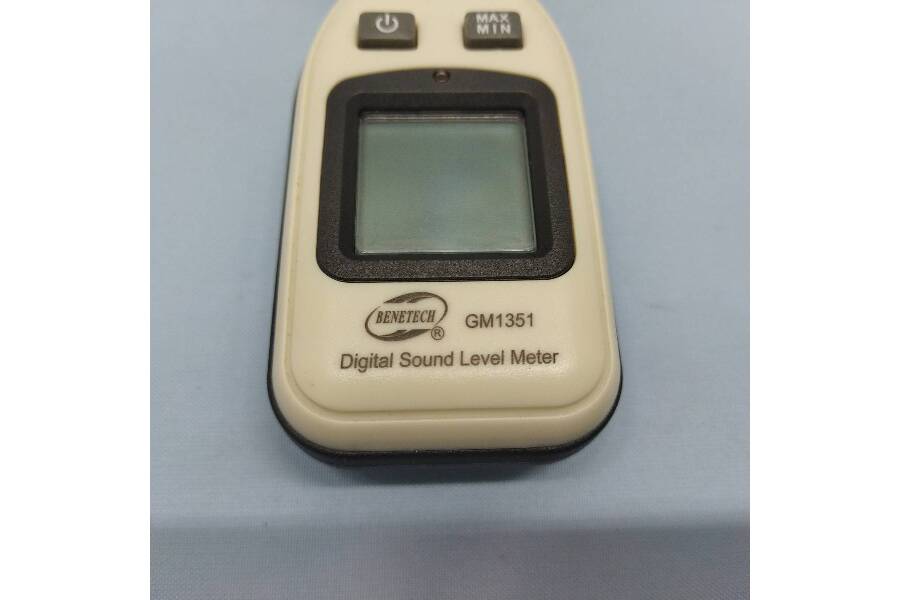 MAX
MIN
BENETECH ®
GM1351
Digital Sound Level Meter